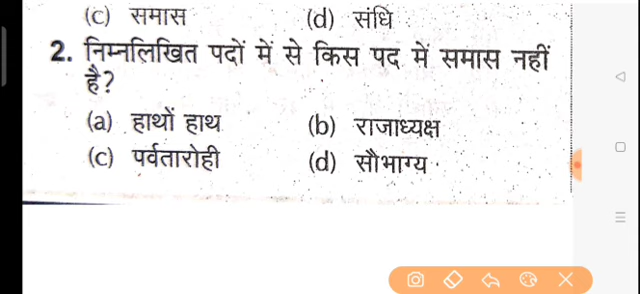 (c) समास (d) संधि
2. निम्नलिखित पदों में से किस पद में समास नहीं
है?
(a) हाथों हाथ (b) राजाध्यक्ष
(c) पर्वतारोही (d) सौभाग्य